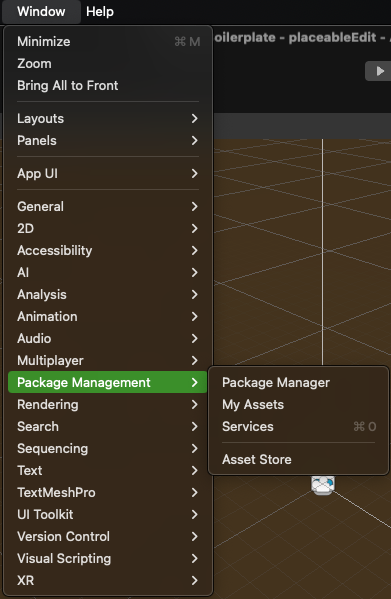 Window Help
Minimize ⌘ M
Zoom
Bring All to Front
oilerplate - placeableEdit -
Layouts
Panels
App UI
General
2D
Accessibility
AI
Analysis
Animation
Audio
Multiplayer
Package Management
Rendering
Search
Sequencing
Text
TextMeshPro
UI Toolkit
Version Control
Visual Scripting
XR
Package Manager
My Assets
Services ⌘ 0
Asset Store